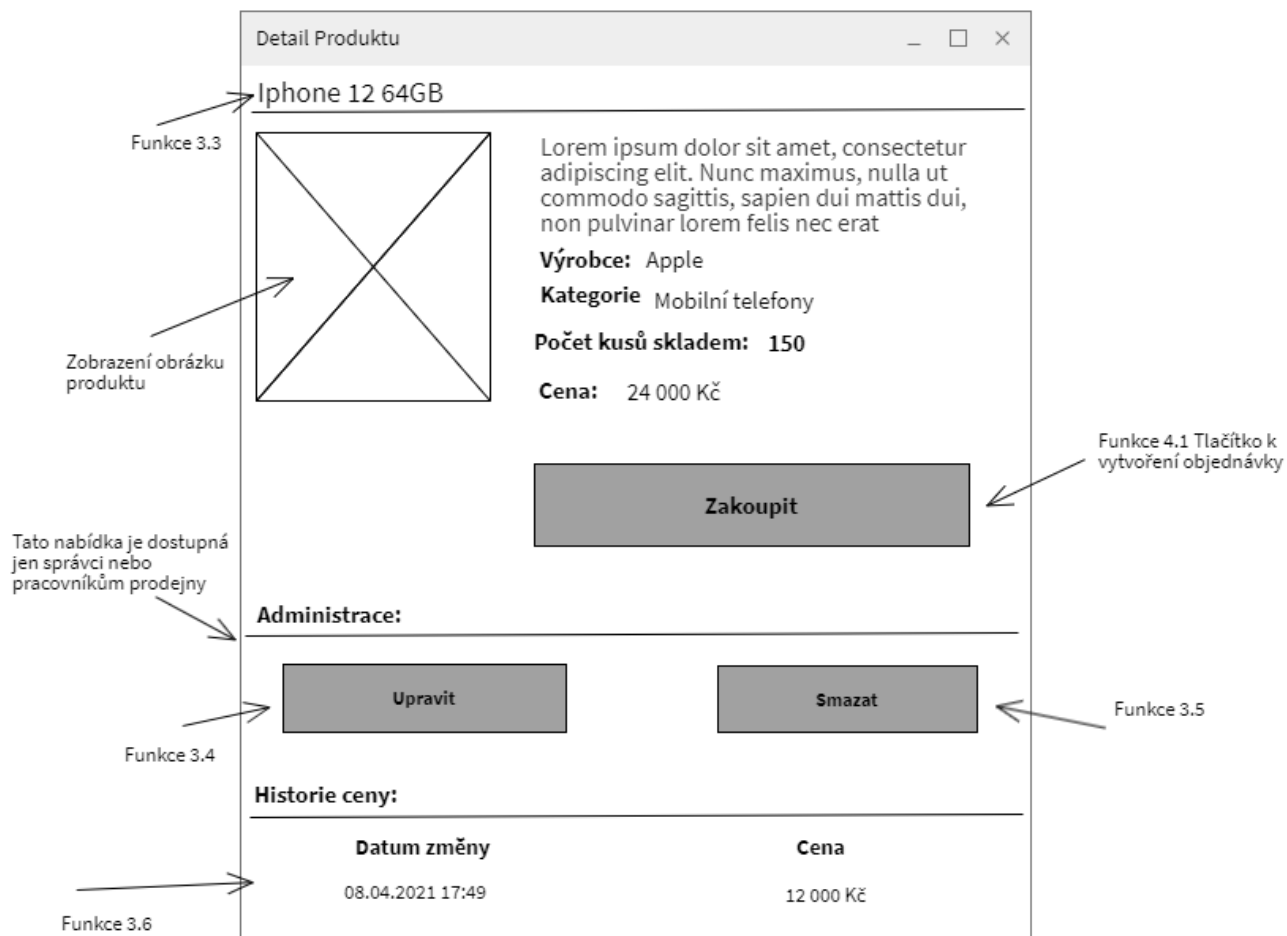 Detail Produktu
Iphone 12 64GB
Funkce 3.3
Lorem ipsum dolor sit amet, consectetur
adipiscing elit. Nunc maximus, nulla ut
commodo sagittis, sapien dui mattis dui,
non pulvinar lorem felis nec erat
Výrobce: Apple
Kategorie Mobilní telefony
Počet kusů skladem: 150
Zobrazení obrázku
produktu
Cena: 24 000 Kč
Funkce 4.1 Tlačítko k
vytvoření objednávky
Zakoupit
Tato nabídka je dostupná
jen správci nebo
pracovníkům prodejny
Administrace:
Upravit
Smazat
Funkce 3.5
Funkce 3.4
Historie ceny:
Datum změny Cena
08.04.2021 17:49 12 000 Kč
Funkce 3.6